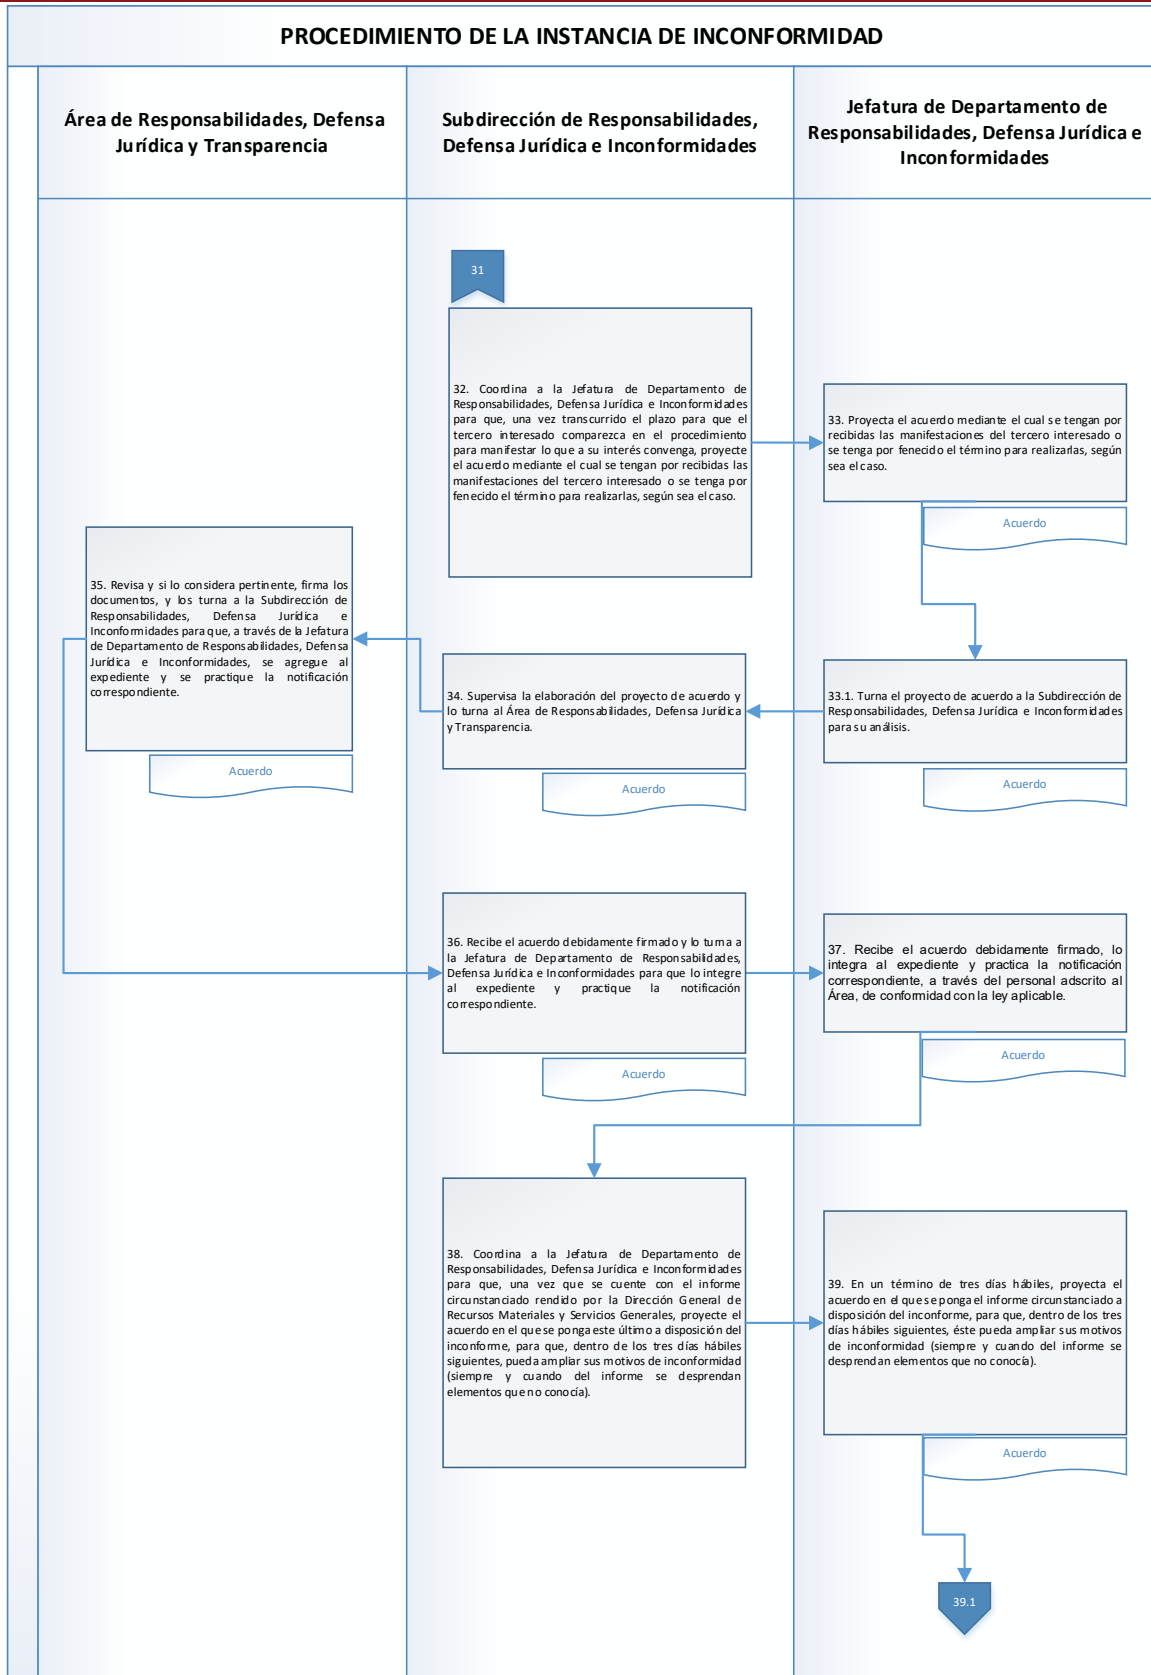 PROCEDIMIENTO DE LA INSTANCIA DE INCONFORMIDAD
Área de Responsabilidades, Defensa
Jurídica y Transparencia
Subdirección de Responsabilidades,
Defensa Jurídica e Inconformidades
Jefatura de Departamento de
Responsabilidades, Defensa Jurídica e
Inconformidades
31
32. Coordina a la Jefatura de Departamento de
Responsabilidades, Defensa Jurídica e Inconformidades
para que, una vez transcurrido el plazo para que el
tercero interesado comparezca en el procedimiento
para manifestar lo que a su interés convenga, proyecte
el acuerdo mediante el cual se tengan por recibidas las
manifestaciones del tercero interesado o se tenga por
fenecido el término para realizarlas, según sea el caso.
33. Proyecta el acuerdo mediante el cual se tengan por
recibidas las manifestaciones del tercero interesado o
se tenga por fenecido el término para realizarlas, según
sea el caso.
Acuerdo
33.1. Turna el proyecto de acuerdo a la Subdirección de
Responsabilidades, Defensa Jurídica e Inconformidades
para su análisis.
Acuerdo
34. Supervisa la elaboración del proyecto de acuerdo y
lo turna al Área de Responsabilidades, Defensa Jurídica
y Transparencia.
Acuerdo
35. Revisa y si lo considera pertinente, firma los
documentos, y los turna a la Subdirección de
Responsabilidades, Defensa Jurídica e
Inconformidades para que, a través de la Jefatura
de Departamento de Responsabilidades, Defensa
Jurídica e Inconformidades, se agregue al
expediente y se practique la notificación
correspondiente.
Acuerdo
36. Recibe el acuerdo debidamente firmado y lo turna a
la Jefatura de Departamento de Responsabilidades,
Defensa Jurídica e Inconformidades para que lo integre
al expediente y practique la notificación
correspondiente.
Acuerdo
37. Recibe el acuerdo debidamente firmado, lo
integra al expediente y practica la notificación
correspondiente, a través del personal adscrito al
Área, de conformidad con la ley aplicable.
Acuerdo
38. Coordina a la Jefatura de Departamento de
Responsabilidades, Defensa Jurídica e Inconformidades
para que, una vez que se cuente con el informe
circunstanciado rendido por la Dirección General de
Recursos Materiales y Servicios Generales, proyecte el
acuerdo en el que se ponga este último a disposición del
inconforme, para que, dentro de los tres días hábiles
siguientes, pueda ampliar sus motivos de inconformidad
(siempre y cuando del informe se desprendan
elementos que no conocía).
39. En un término de tres días hábiles, proyecta el
acuerdo en el que se ponga el informe circunstanciado a
disposición del inconforme, para que, dentro de los tres
días hábiles siguientes, éste pueda ampliar sus motivos
de inconformidad (siempre y cuando del informe se
desprendan elementos que no conocía).
Acuerdo
39.1